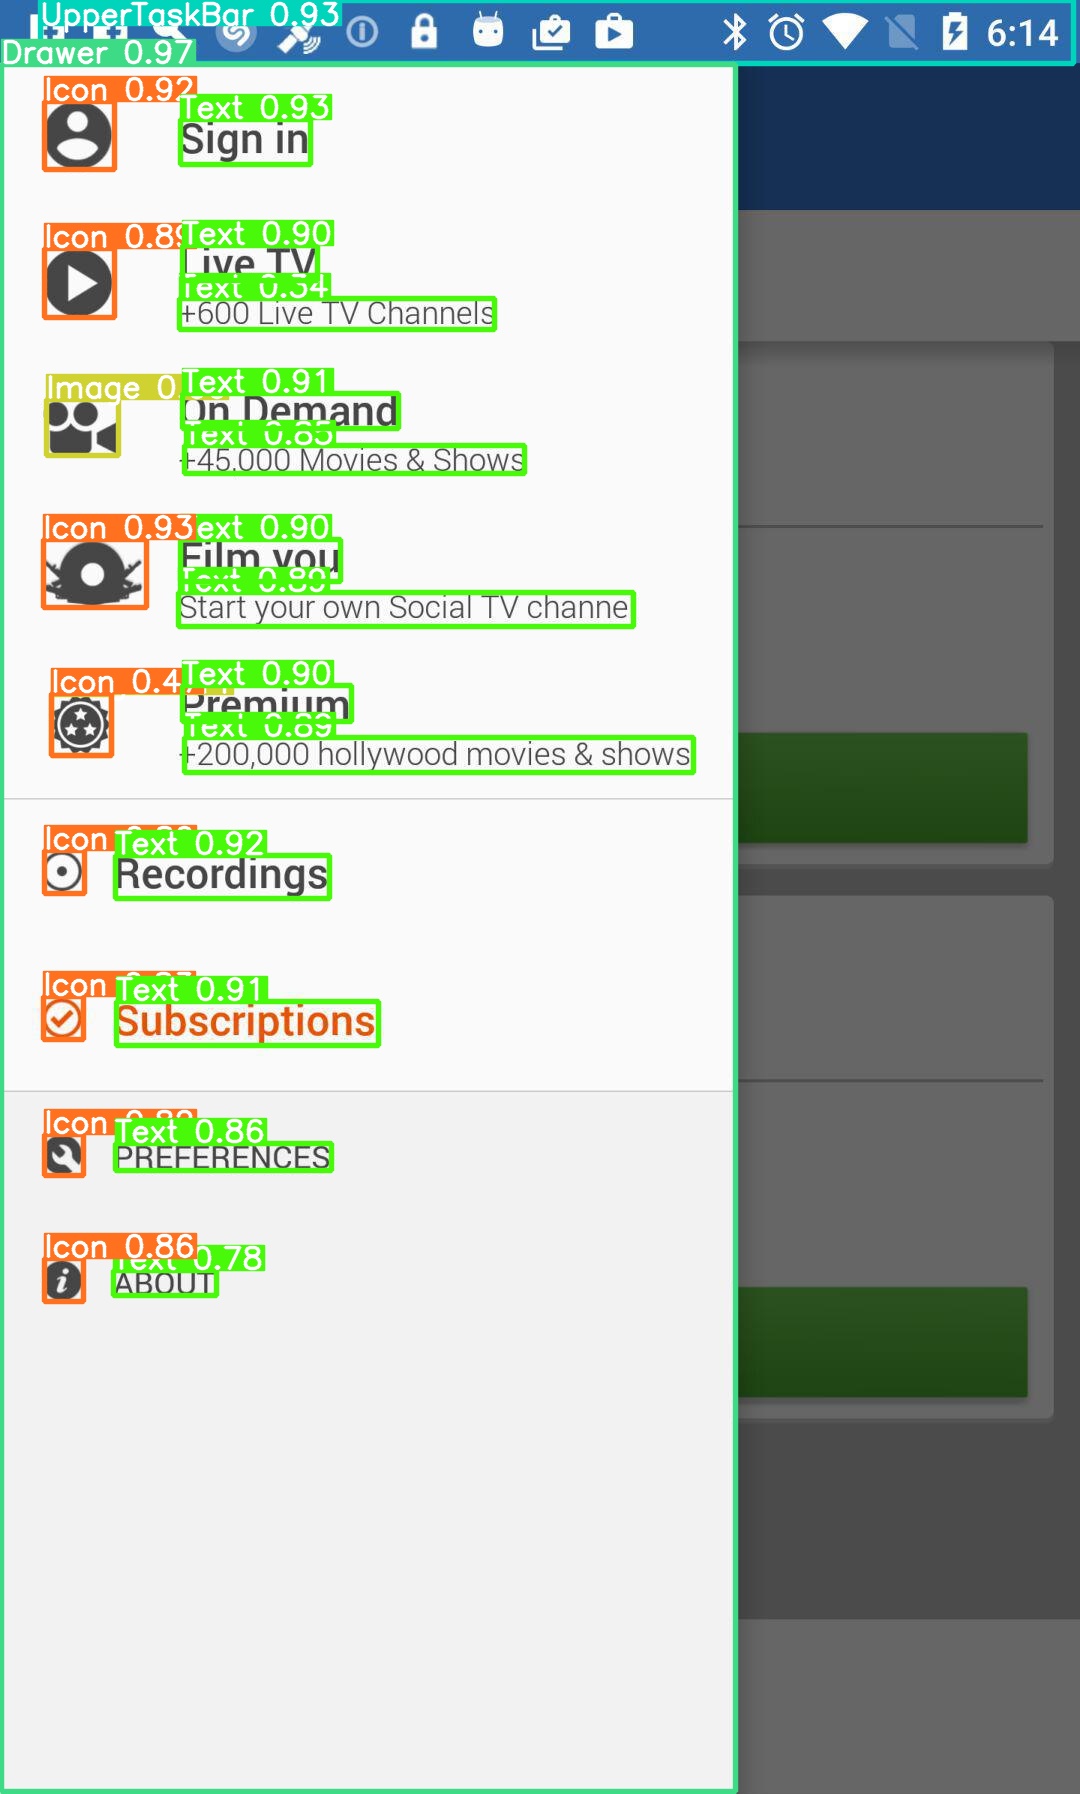 UpperTaskBar 0.93
6:14
Drawer 0.97
Icon 0.92
Text 0.93
Sign in
Icon 0.89
Text 0.90
Live TV
Text 0.34
+600 Live TV Channels
Image 0.
Text 0.91
On Demand
Text 0.85
+45,000 Movies & Shows
Icon 0.93
ext 0.90
Film you
Text 0.89
Start your own Social TV channe
Icon 0.4
Text 0.90
Premium
Text 0.89
+200,000 hollywood movies & shows
Icon
Text 0.92
Recordings
Icon
Text 0.91
Subscriptions
Icon
Text 0.86
PREFERENCES
Icon 0.86
Text 0.78
ABOUT